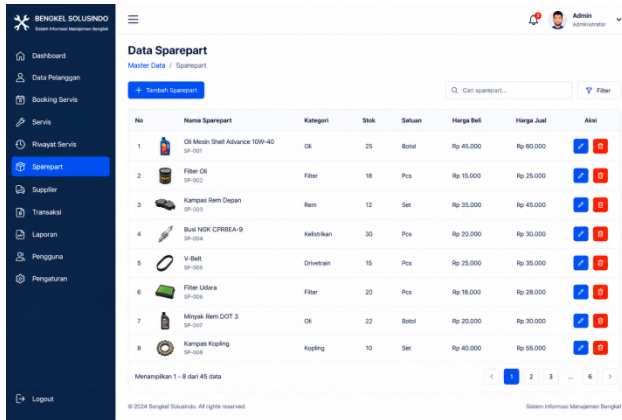 BENGKEL SOLUSINDO
Sistem Informasi Manajemen Bengkel
Dashboard
Data Pelanggan
Booking Servis
Servis
Riwayat Servis
Sparepart
Supplier
Transaksi
Laporan
Pengguna
Pengaturan
Logout
Admin
Administrator
Data Sparepart
Master Data / Sparepart
+ Tambah Sparepart
Cari sparepart...
Filter
No Nama Sparepart Kategori Stok Satuan Harga Beli Harga Jual Aksi
1 Oli Mesin Shell Advance 10W-40 Oli 25 Botol Rp 45.000 Rp 60.000
SP-001
2 Filter Oli Filter 18 Pcs Rp 15.000 Rp 25.000
SP-002
3 Kampas Rem Depan Rem 12 Set Rp 35.000 Rp 45.000
SP-003
4 Busi NGK CPR8EA-9 Kelistrikan 30 Pcs Rp 20.000 Rp 30.000
SP-004
5 V-Belt Drivetrain 15 Pcs Rp 25.000 Rp 35.000
SP-005
6 Filter Udara Filter 20 Pcs Rp 18.000 Rp 28.000
SP-006
7 Minyak Rem DOT 3 Oli 22 Botol Rp 20.000 Rp 30.000
SP-007
8 Kampas Kopling Kopling 10 Set Rp 40.000 Rp 55.000
SP-008
Menampilkan 1 - 8 dari 45 data
< 1 2 3 ... 6 >
© 2024 Bengkel Solusindo. All rights reserved.
Sistem Informasi Manajemen Bengkel